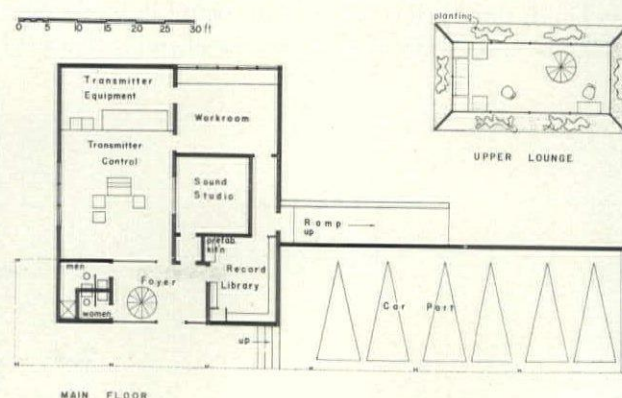 0 5 10 15 20 25 30 ft
planting
Transmitter
Equipment
Workroom
UPPER LOUNGE
Transmitter
Control
Sound
Studio
Ramp
up
prefab.
kit'n
men
Foyer
Record
Library
Car Port
women
up
MAIN FLOOR